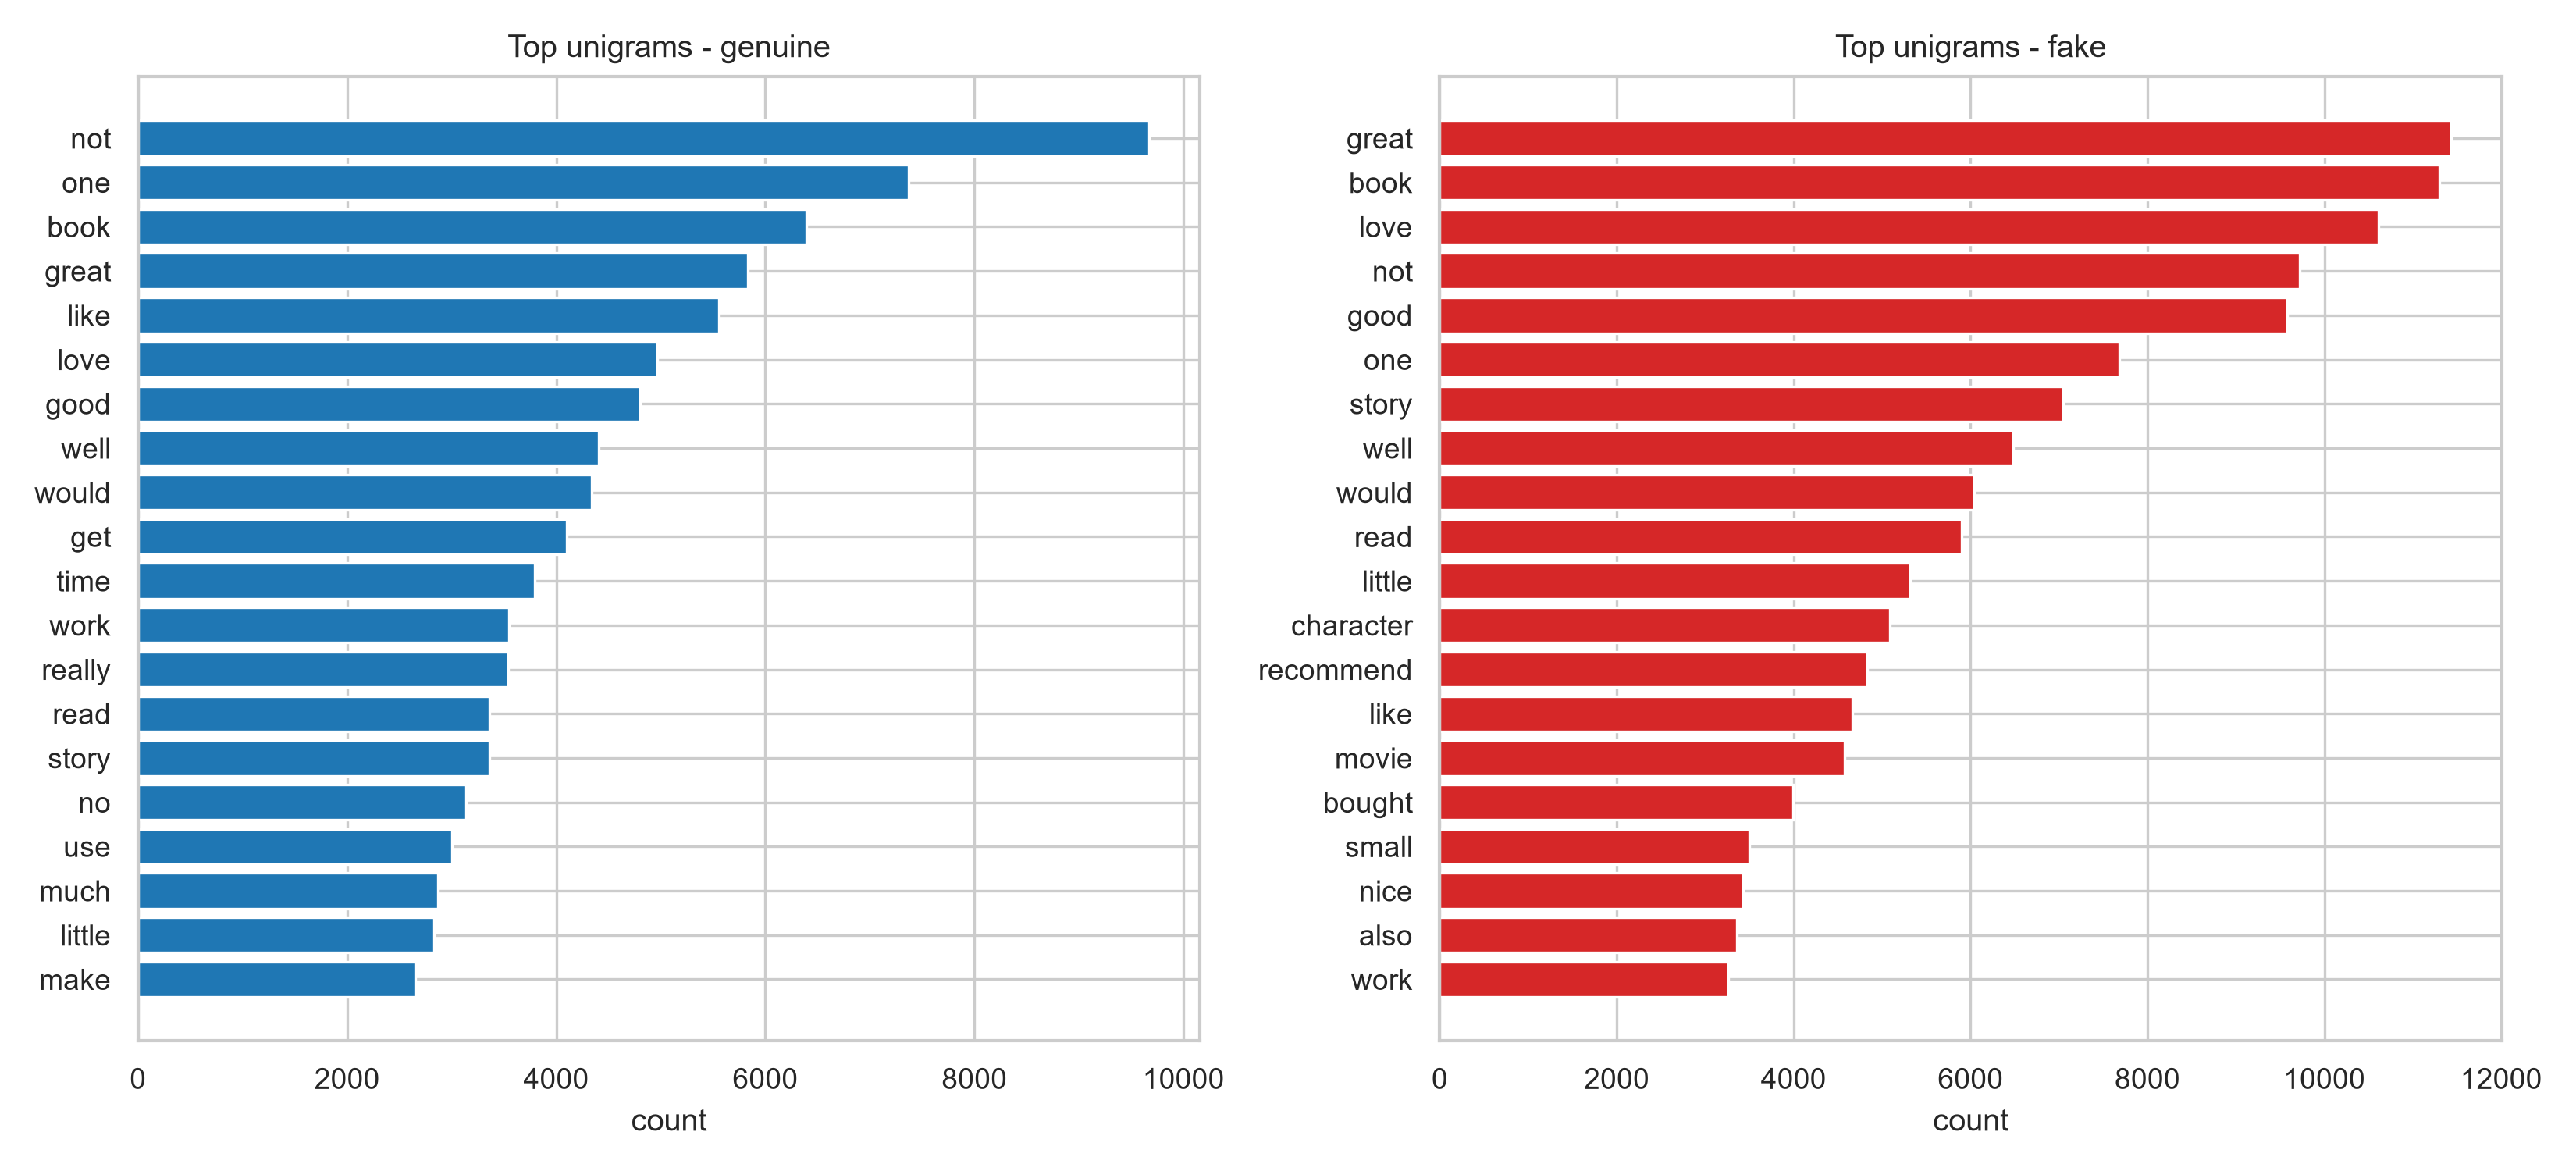 Top unigrams - genuine
not
one
book
great
like
love
good
well
would
get
time
work
really
read
story
no
use
much
little
make
0 2000 4000 6000 8000 10000
count
Top unigrams - fake
great
book
love
not
good
one
story
well
would
read
little
character
recommend
like
movie
bought
small
nice
also
work
0 2000 4000 6000 8000 10000 12000
count